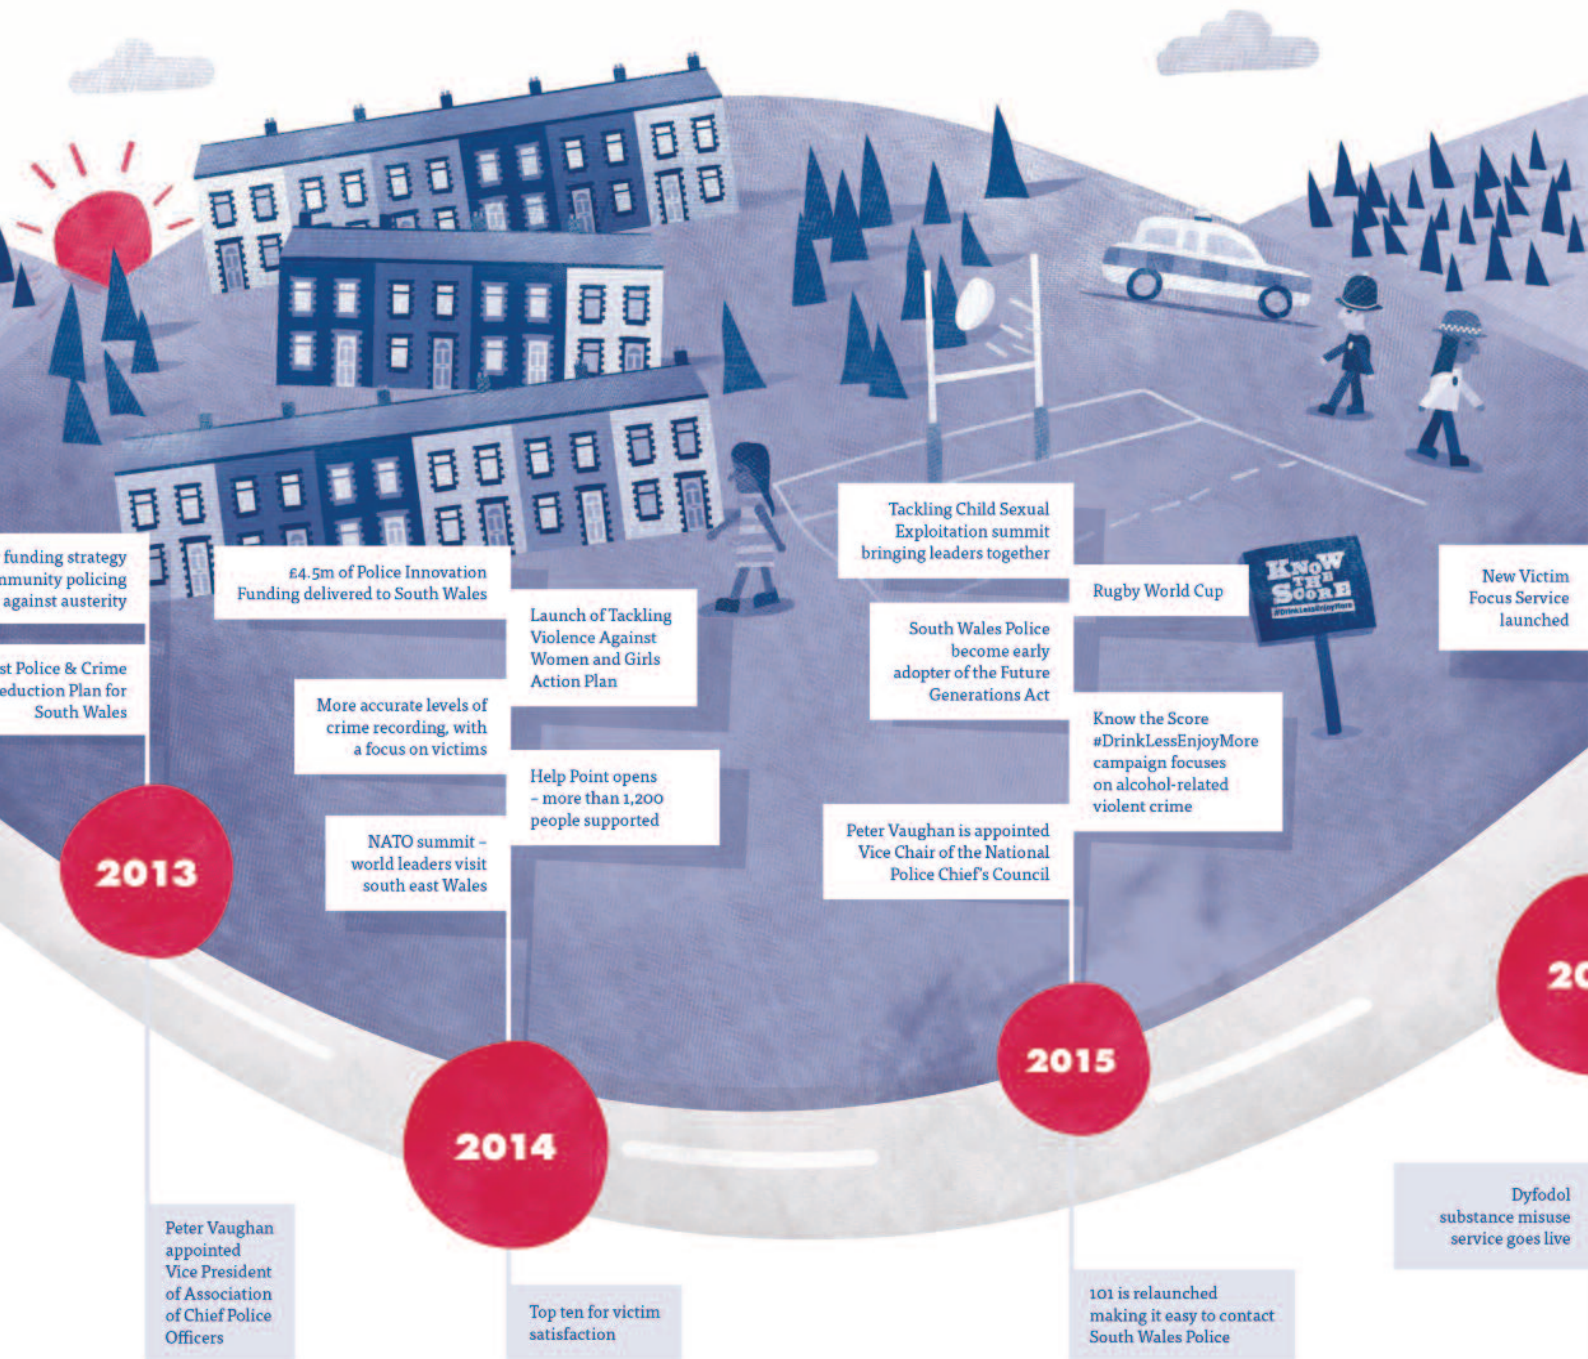 funding strategy
mmunity policing
against austerity
st Police & Crime
eduction Plan for
South Wales
2013
Peter Vaughan
appointed
Vice President
of Association
of Chief Police
Officers
£4.5m of Police Innovation
Funding delivered to South Wales
Launch of Tackling
Violence Against
Women and Girls
Action Plan
More accurate levels of
crime recording, with
a focus on victims
Help Point opens
– more than 1,200
people supported
NATO summit –
world leaders visit
south east Wales
2014
Top ten for victim
satisfaction
Tackling Child Sexual
Exploitation summit
bringing leaders together
Rugby World Cup
South Wales Police
become early
adopter of the Future
Generations Act
Know the Score
#DrinkLessEnjoyMore
campaign focuses
on alcohol-related
violent crime
Peter Vaughan is appointed
Vice Chair of the National
Police Chief's Council
2015
101 is relaunched
making it easy to contact
South Wales Police
KNOW
THE
SCORE
#DrinkLessEnjoyMore
New Victim
Focus Service
launched
20
Dyfodol
substance misuse
service goes live